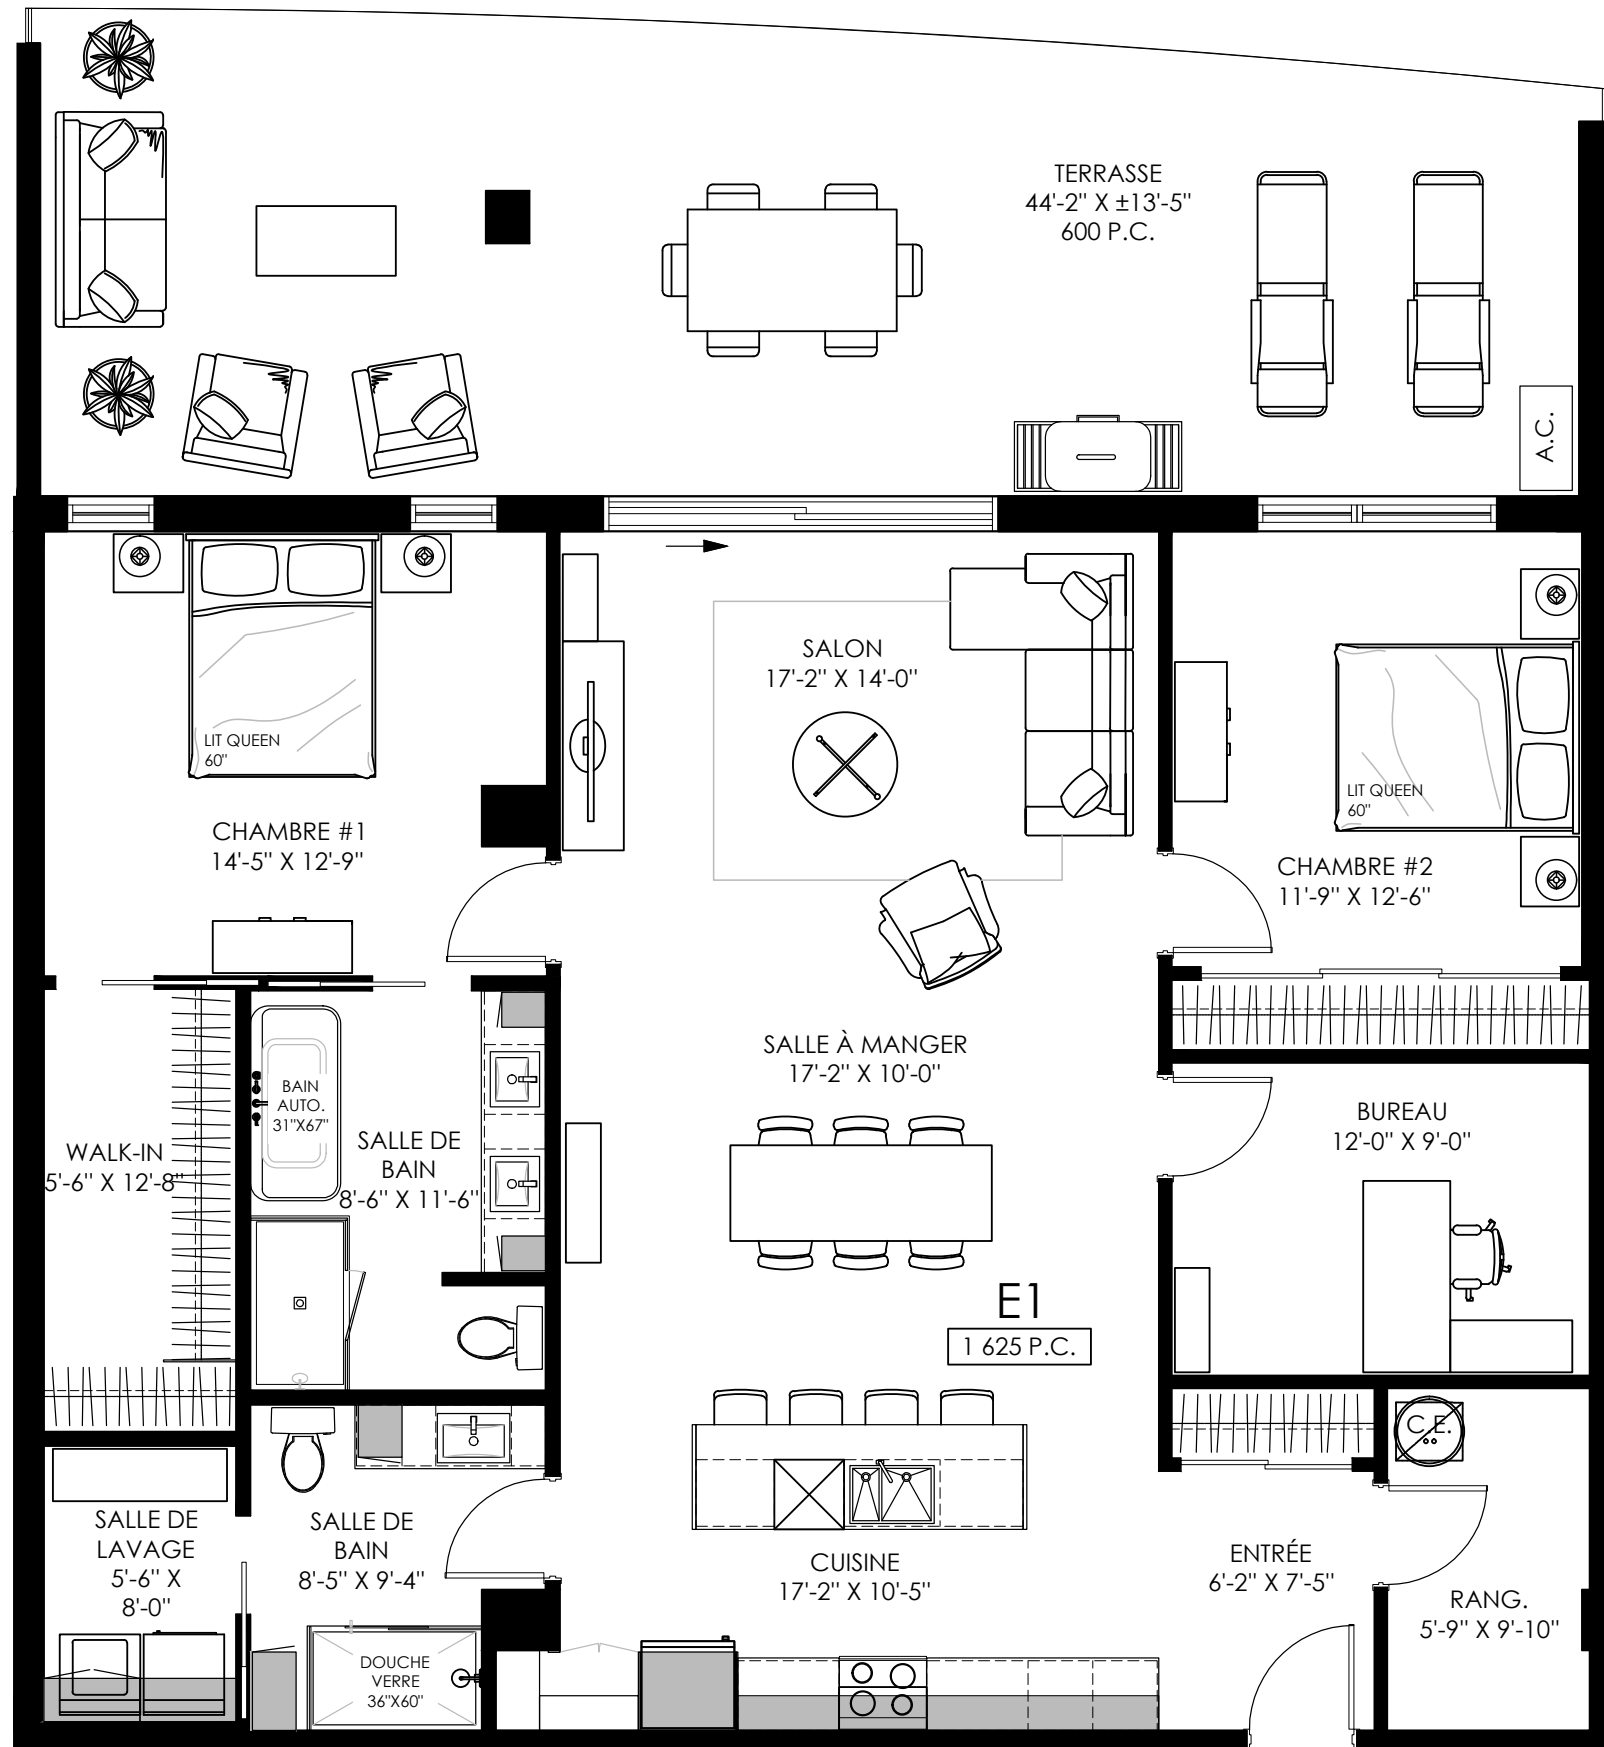 TERRASSE
44'-2" X ±13'-5"
600 P.C.
A.C.
SALON
17'-2" X 14'-0"
LIT QUEEN
60"
LIT QUEEN
60"
CHAMBRE #1
14'-5" X 12'-9"
CHAMBRE #2
11'-9" X 12'-6"
SALLE À MANGER
17'-2" X 10'-0"
BAIN
AUTO.
31"X67"
BUREAU
12'-0" X 9'-0"
WALK-IN
5'-6" X 12'-8"
SALLE DE
BAIN
8'-6" X 11'-6"
E1
1 625 P.C.
C.E.
SALLE DE
LAVAGE
5'-6" X
8'-0"
SALLE DE
BAIN
8'-5" X 9'-4"
CUISINE
17'-2" X 10'-5"
ENTRÉE
6'-2" X 7'-5"
RANG.
5'-9" X 9'-10"
DOUCHE
VERRE
36"X60"